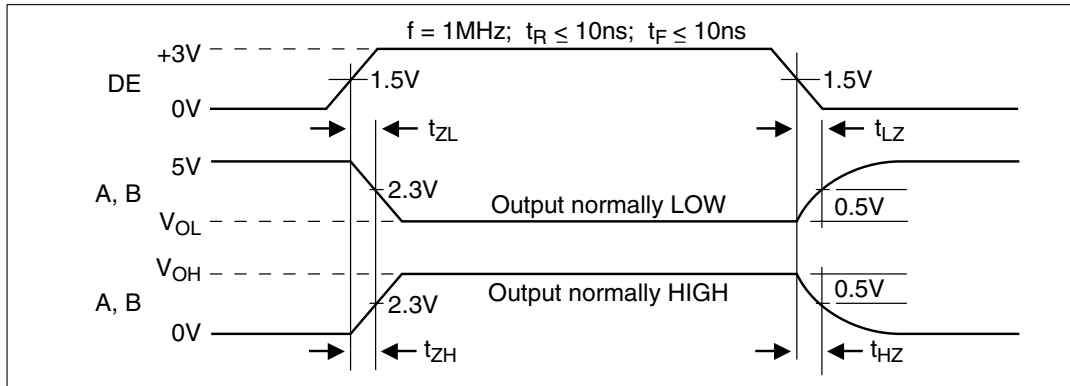 f = 1MHz; tR ≤ 10ns; tF ≤ 10ns
+3V
DE
1.5V
1.5V
0V
tZL
tLZ
5V
A, B
2.3V
Output normally LOW
0.5V
VOL
VOH
A, B
2.3V
Output normally HIGH
0.5V
0V
tZH
tHZ